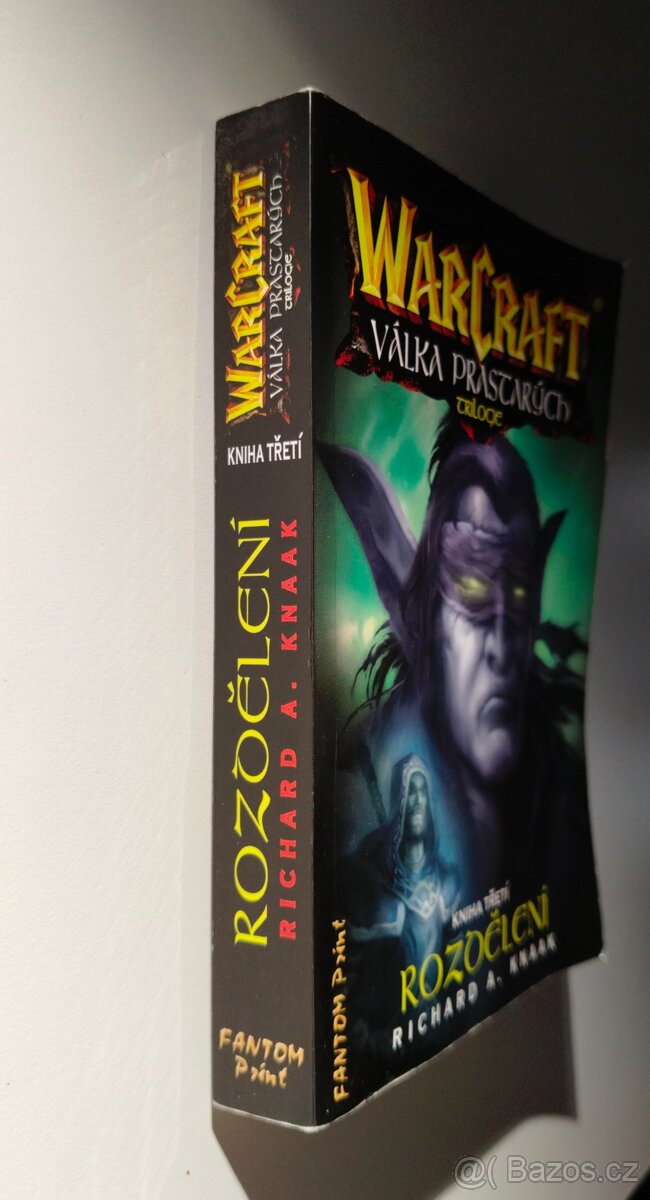 WARCRAFT
VÁLKA PRASTARÝCH
TRILOGIE
KNIHA TŘETÍ
ROZDĚLENÍ
RICHARD A. KNAAK
FANTOM
Print
WARCRAFT
VÁLKA PRASTARÝCH
TRILOGIE
KNIHA TŘETÍ
ROZDĚLENÍ
RICHARD A. KNAAK
FANTOM Print
Bazos.cz